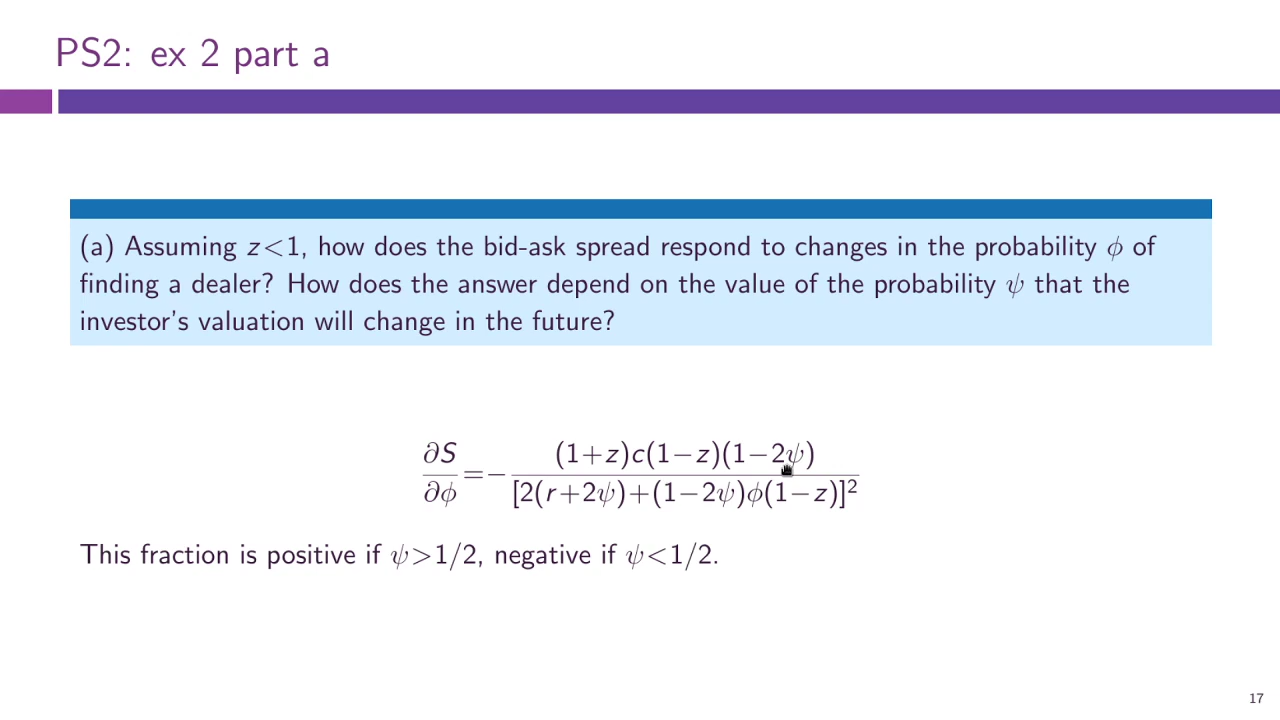 PS2: ex 2 part a
(a) Assuming z<1, how does the bid-ask spread respond to changes in the probability ϕ of
finding a dealer? How does the answer depend on the value of the probability ψ that the
investor's valuation will change in the future?
∂S/∂ϕ = − (1+z)c(1−z)(1−2ψ) / [2(r+2ψ)+(1−2ψ)ϕ(1−z)]²
This fraction is positive if ψ>1/2, negative if ψ<1/2.
17